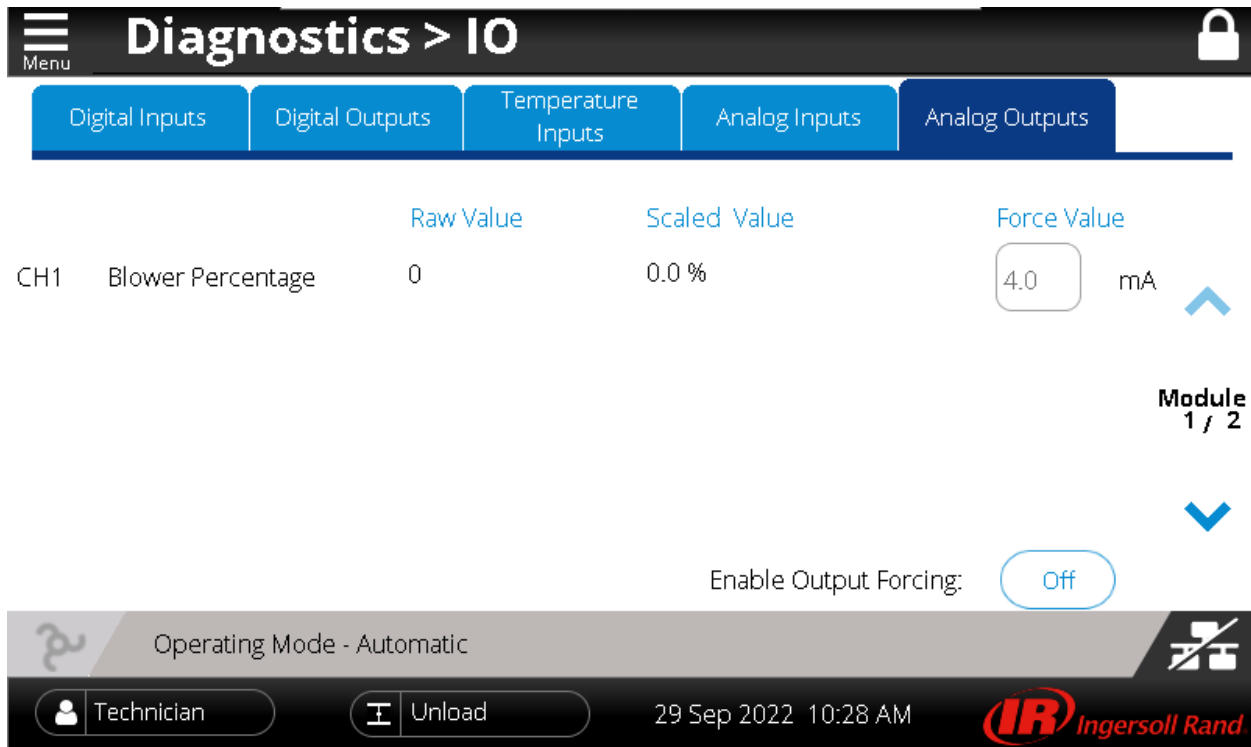 Diagnostics > IO
Menu
Digital Inputs
Digital Outputs
Temperature
Inputs
Analog Inputs
Analog Outputs
Raw Value Scaled Value Force Value
CH1 Blower Percentage 0 0.0 % 4.0 mA
Module
1 / 2
Enable Output Forcing: Off
Operating Mode - Automatic
Technician Unload 29 Sep 2022 10:28 AM IR Ingersoll Rand